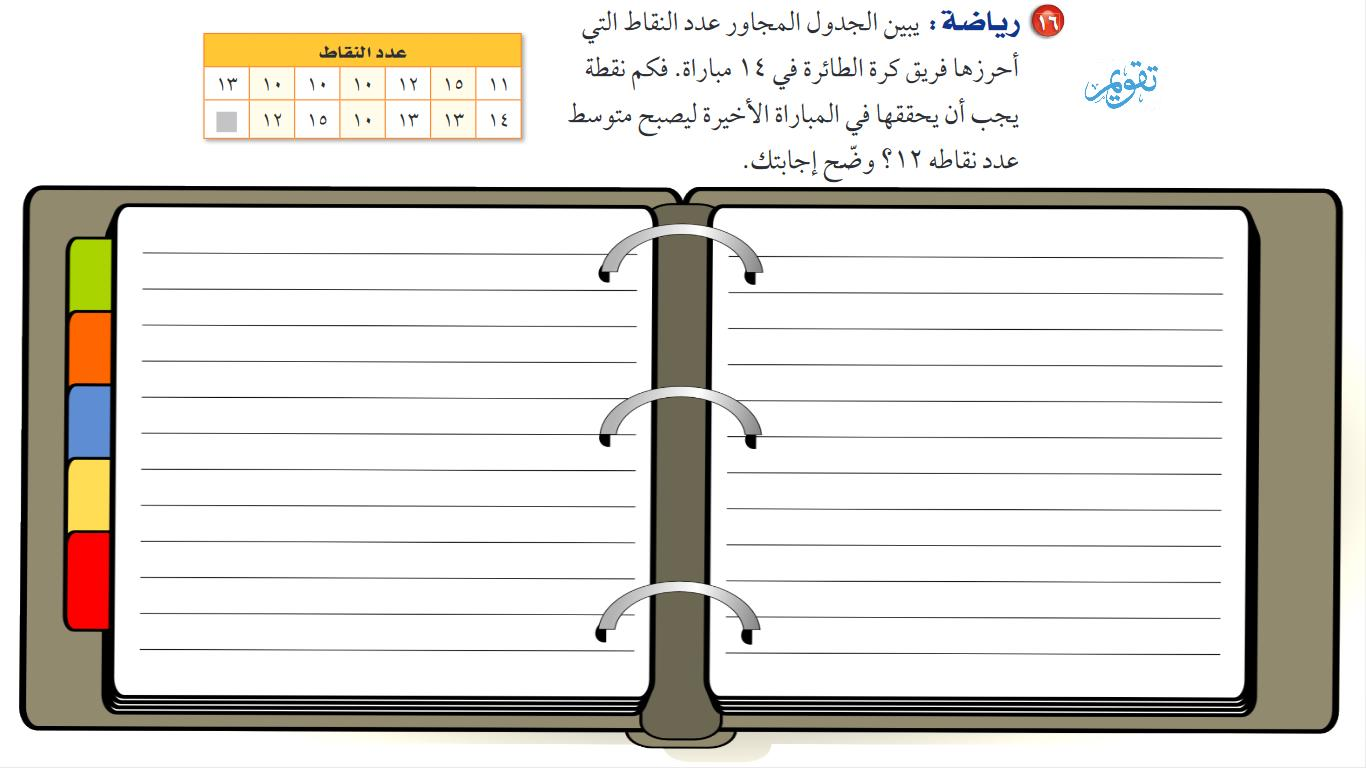 ١٦ رياضة: يبين الجدول المجاور عدد النقاط التي
أحرزها فريق كرة الطائرة في ١٤ مباراة. فكم نقطة
يجب أن يحققها في المباراة الأخيرة ليصبح متوسط
عدد نقاطه ١٢؟ وضّح إجابتك.
تقويم
عدد النقاط
١١ ١٥ ١٢ ١٠ ١٠ ١٠ ١٣
١٤ ١٣ ١٣ ١٠ ١٥ ١٢